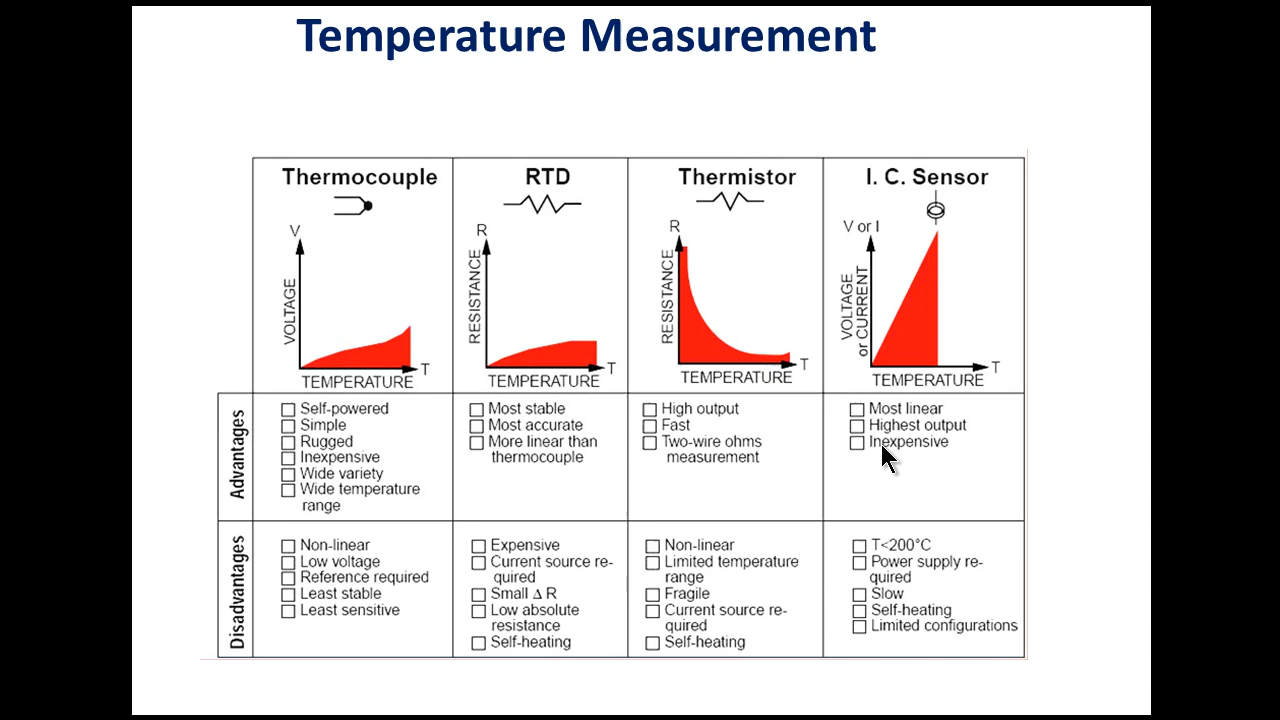 Temperature Measurement
Thermocouple
V
VOLTAGE
T
TEMPERATURE
RTD
R
RESISTANCE
T
TEMPERATURE
Thermistor
R
RESISTANCE
T
TEMPERATURE
I. C. Sensor
V or I
VOLTAGE
or CURRENT
T
TEMPERATURE
Advantages
Self-powered
Simple
Rugged
Inexpensive
Wide variety
Wide temperature
range
Most stable
Most accurate
More linear than
thermocouple
High output
Fast
Two-wire ohms
measurement
Most linear
Highest output
Inexpensive
Disadvantages
Non-linear
Low voltage
Reference required
Least stable
Least sensitive
Expensive
Current source re-
quired
Small Δ R
Low absolute
resistance
Self-heating
Non-linear
Limited temperature
range
Fragile
Current source re-
quired
Self-heating
T<200°C
Power supply re-
quired
Slow
Self-heating
Limited configurations